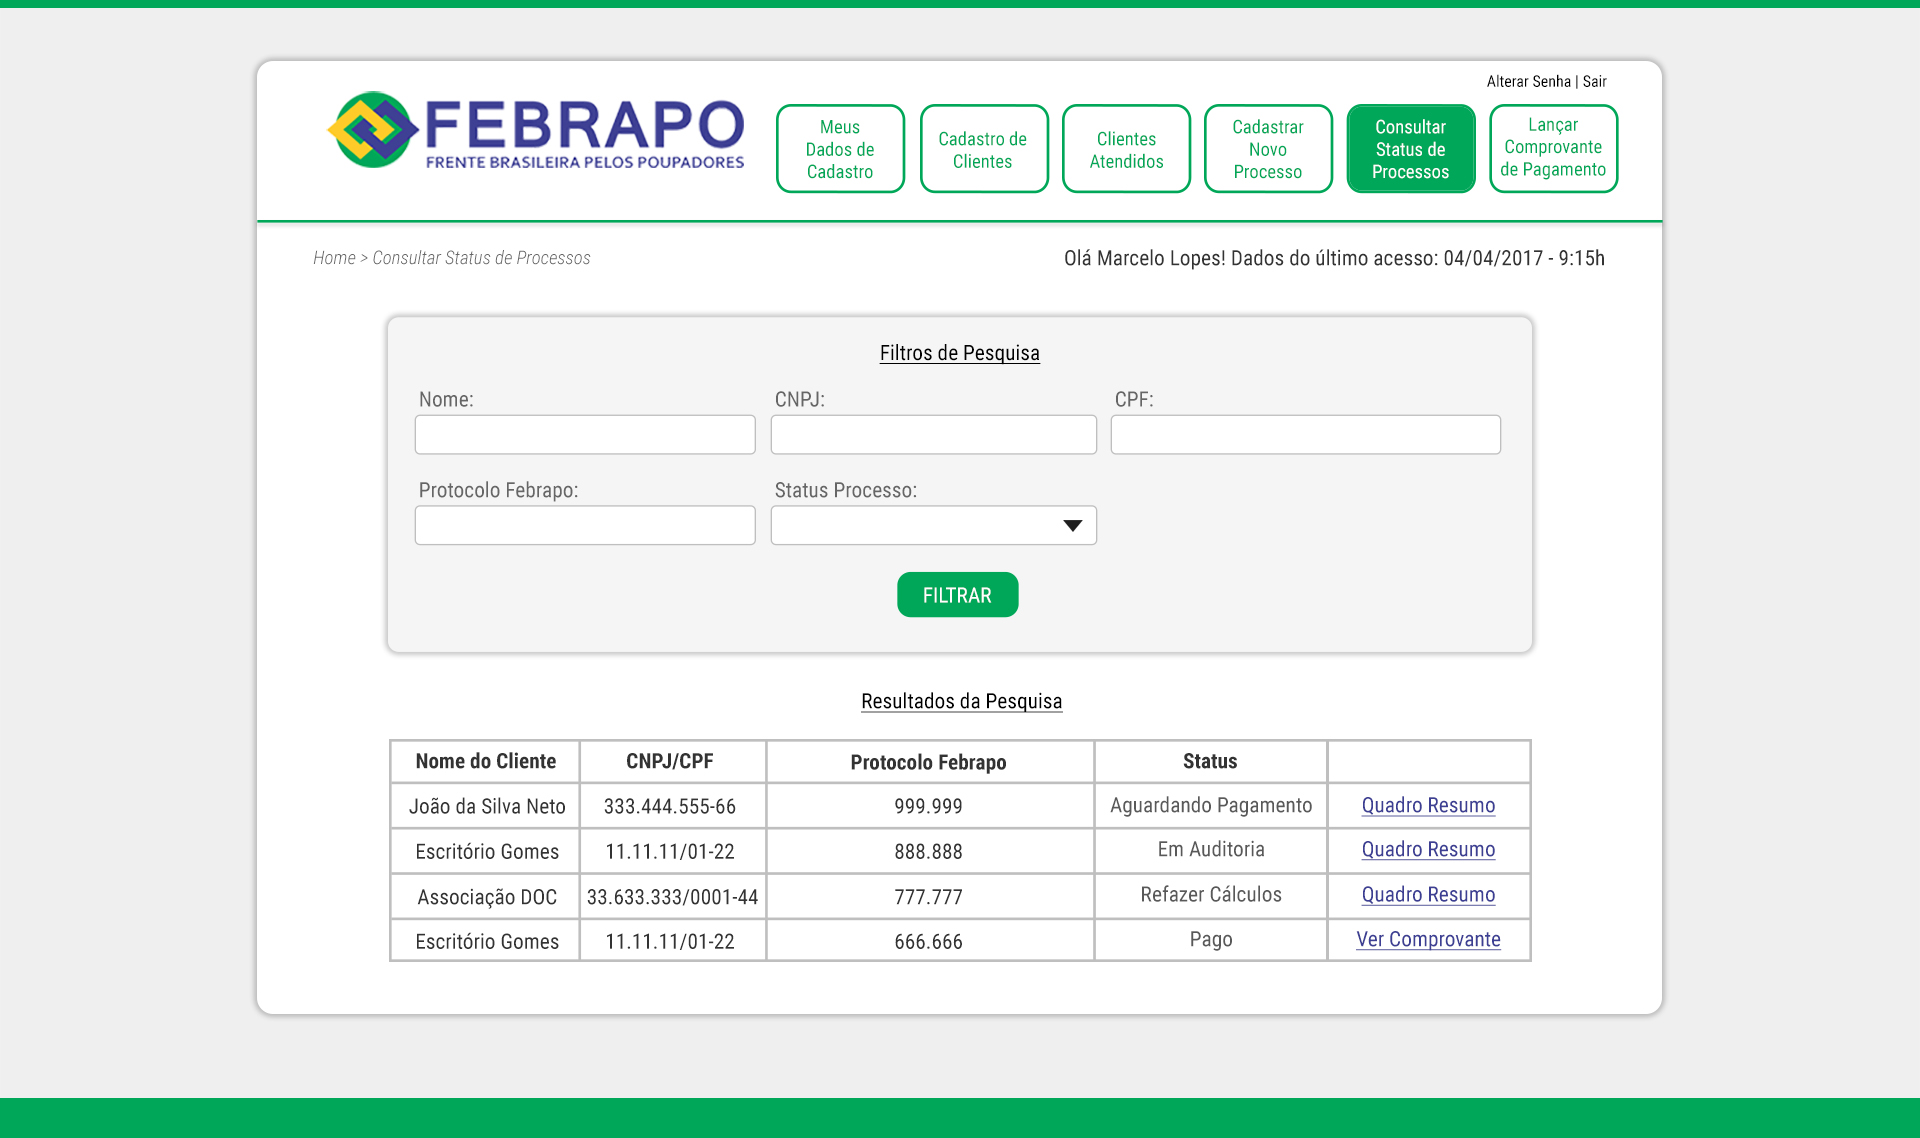 Alterar Senha | Sair
FEBRAPO
FRENTE BRASILEIRA PELOS POUPADORES
Meus
Dados de
Cadastro
Cadastro de
Clientes
Clientes
Atendidos
Cadastrar
Novo
Processo
Consultar
Status de
Processos
Lançar
Comprovante
de Pagamento
Home > Consultar Status de Processos
Olá Marcelo Lopes! Dados do último acesso: 04/04/2017 - 9:15h
Filtros de Pesquisa
Nome: CNPJ: CPF:
Protocolo Febrapo: Status Processo:
FILTRAR
Resultados da Pesquisa
Nome do Cliente CNPJ/CPF Protocolo Febrapo Status
João da Silva Neto 333.444.555-66 999.999 Aguardando Pagamento Quadro Resumo
Escritório Gomes 11.11.11/01-22 888.888 Em Auditoria Quadro Resumo
Associação DOC 33.633.333/0001-44 777.777 Refazer Cálculos Quadro Resumo
Escritório Gomes 11.11.11/01-22 666.666 Pago Ver Comprovante